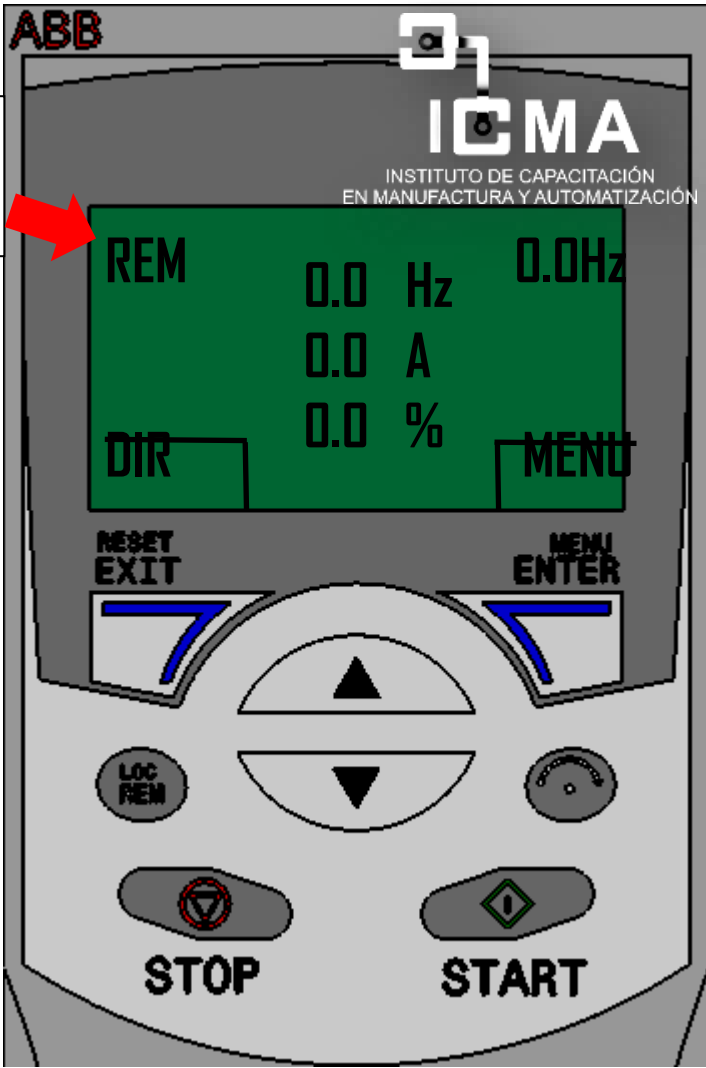 ABB
ICMA
INSTITUTO DE CAPACITACIÓN
EN MANUFACTURA Y AUTOMATIZACIÓN
REM
0.0Hz
0.0 Hz
0.0 A
0.0 %
DIR
MENU
RESET
EXIT
MENU
ENTER
LOC
REM
STOP
START